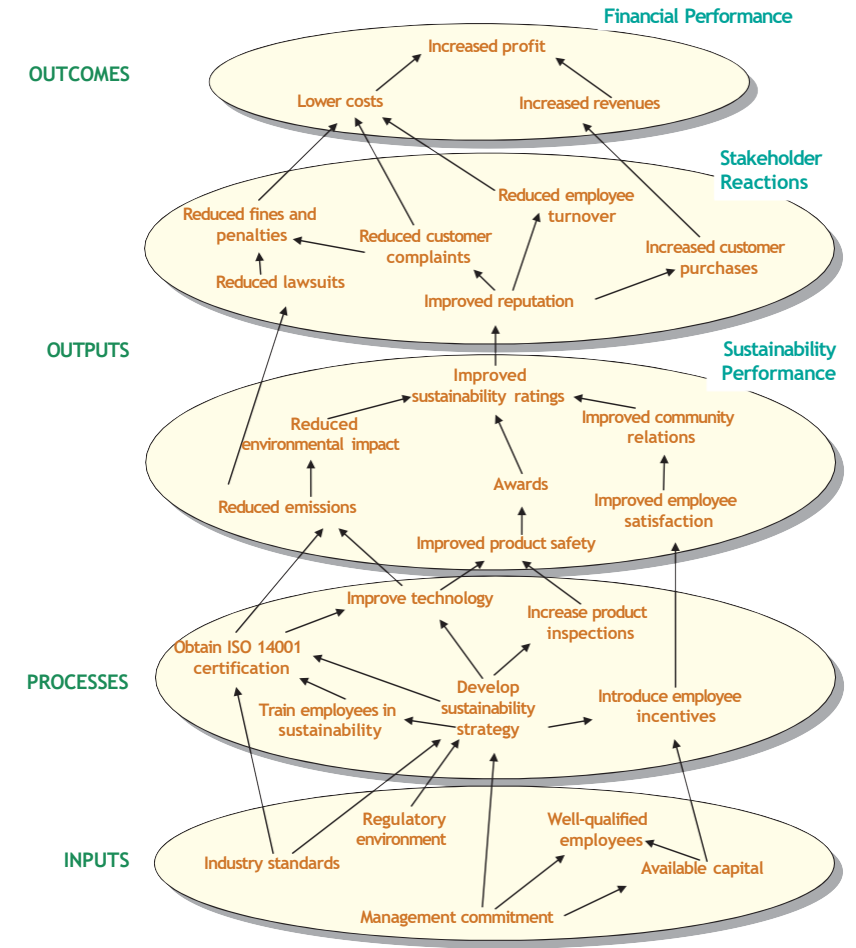 Financial Performance
Increased profit
OUTCOMES
Lower costs
Increased revenues
Stakeholder
Reactions
Reduced employee
turnover
Reduced fines and
penalties
Reduced customer
complaints
Increased customer
purchases
Reduced lawsuits
Improved reputation
OUTPUTS
Sustainability
Performance
Improved
sustainability ratings
Improved community
relations
Reduced
environmental impact
Awards
Reduced emissions
Improved employee
satisfaction
Improved product safety
Improve technology
Increase product
inspections
Obtain ISO 14001
certification
PROCESSES
Develop
sustainability
strategy
Train employees in
sustainability
Introduce employee
incentives
Regulatory
environment
Well-qualified
employees
INPUTS
Industry standards
Available capital
Management commitment